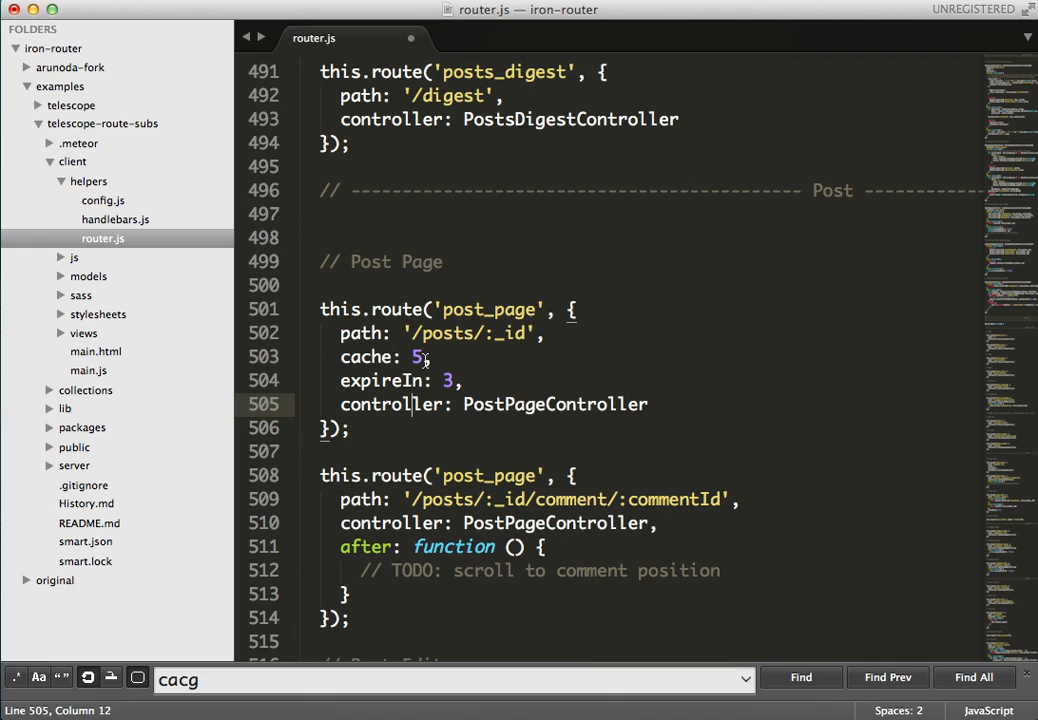 router.js — iron-router
UNREGISTERED
FOLDERS
iron-router
arunoda-fork
examples
telescope
telescope-route-subs
.meteor
client
helpers
config.js
handlebars.js
router.js
js
models
sass
stylesheets
views
main.html
main.js
collections
lib
packages
public
server
.gitignore
History.md
README.md
smart.json
smart.lock
original
router.js
491 this.route('posts_digest', {
492 path: '/digest',
493 controller: PostsDigestController
494 });
495
496 // -------------------------------------------- Post ------------
497
498
499 // Post Page
500
501 this.route('post_page', {
502 path: '/posts/:_id',
503 cache: 5,
504 expireIn: 3,
505 controller: PostPageController
506 });
507
508 this.route('post_page', {
509 path: '/posts/:_id/comment/:commentId',
510 controller: PostPageController,
511 after: function () {
512 // TODO: scroll to comment position
513 }
514 });
515
.* Aa “”
cacg
Find
Find Prev
Find All
Line 505, Column 12
Spaces: 2
JavaScript